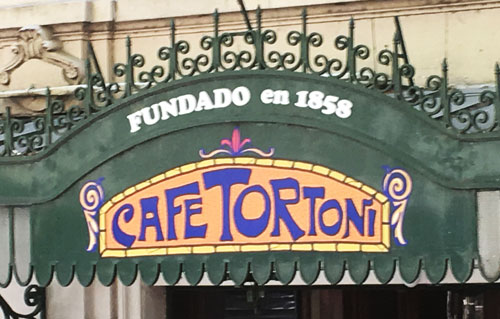 FUNDADO en 1858
CAFE TORTONI